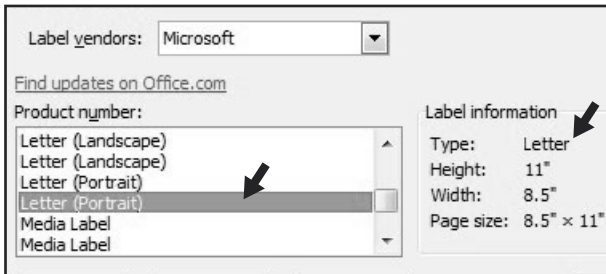 Label vendors: Microsoft
Find updates on Office.com
Product number:
Letter (Landscape)
Letter (Landscape)
Letter (Portrait)
Letter (Portrait)
Media Label
Media Label
Label information
Type: Letter
Height: 11"
Width: 8.5"
Page size: 8.5" × 11"